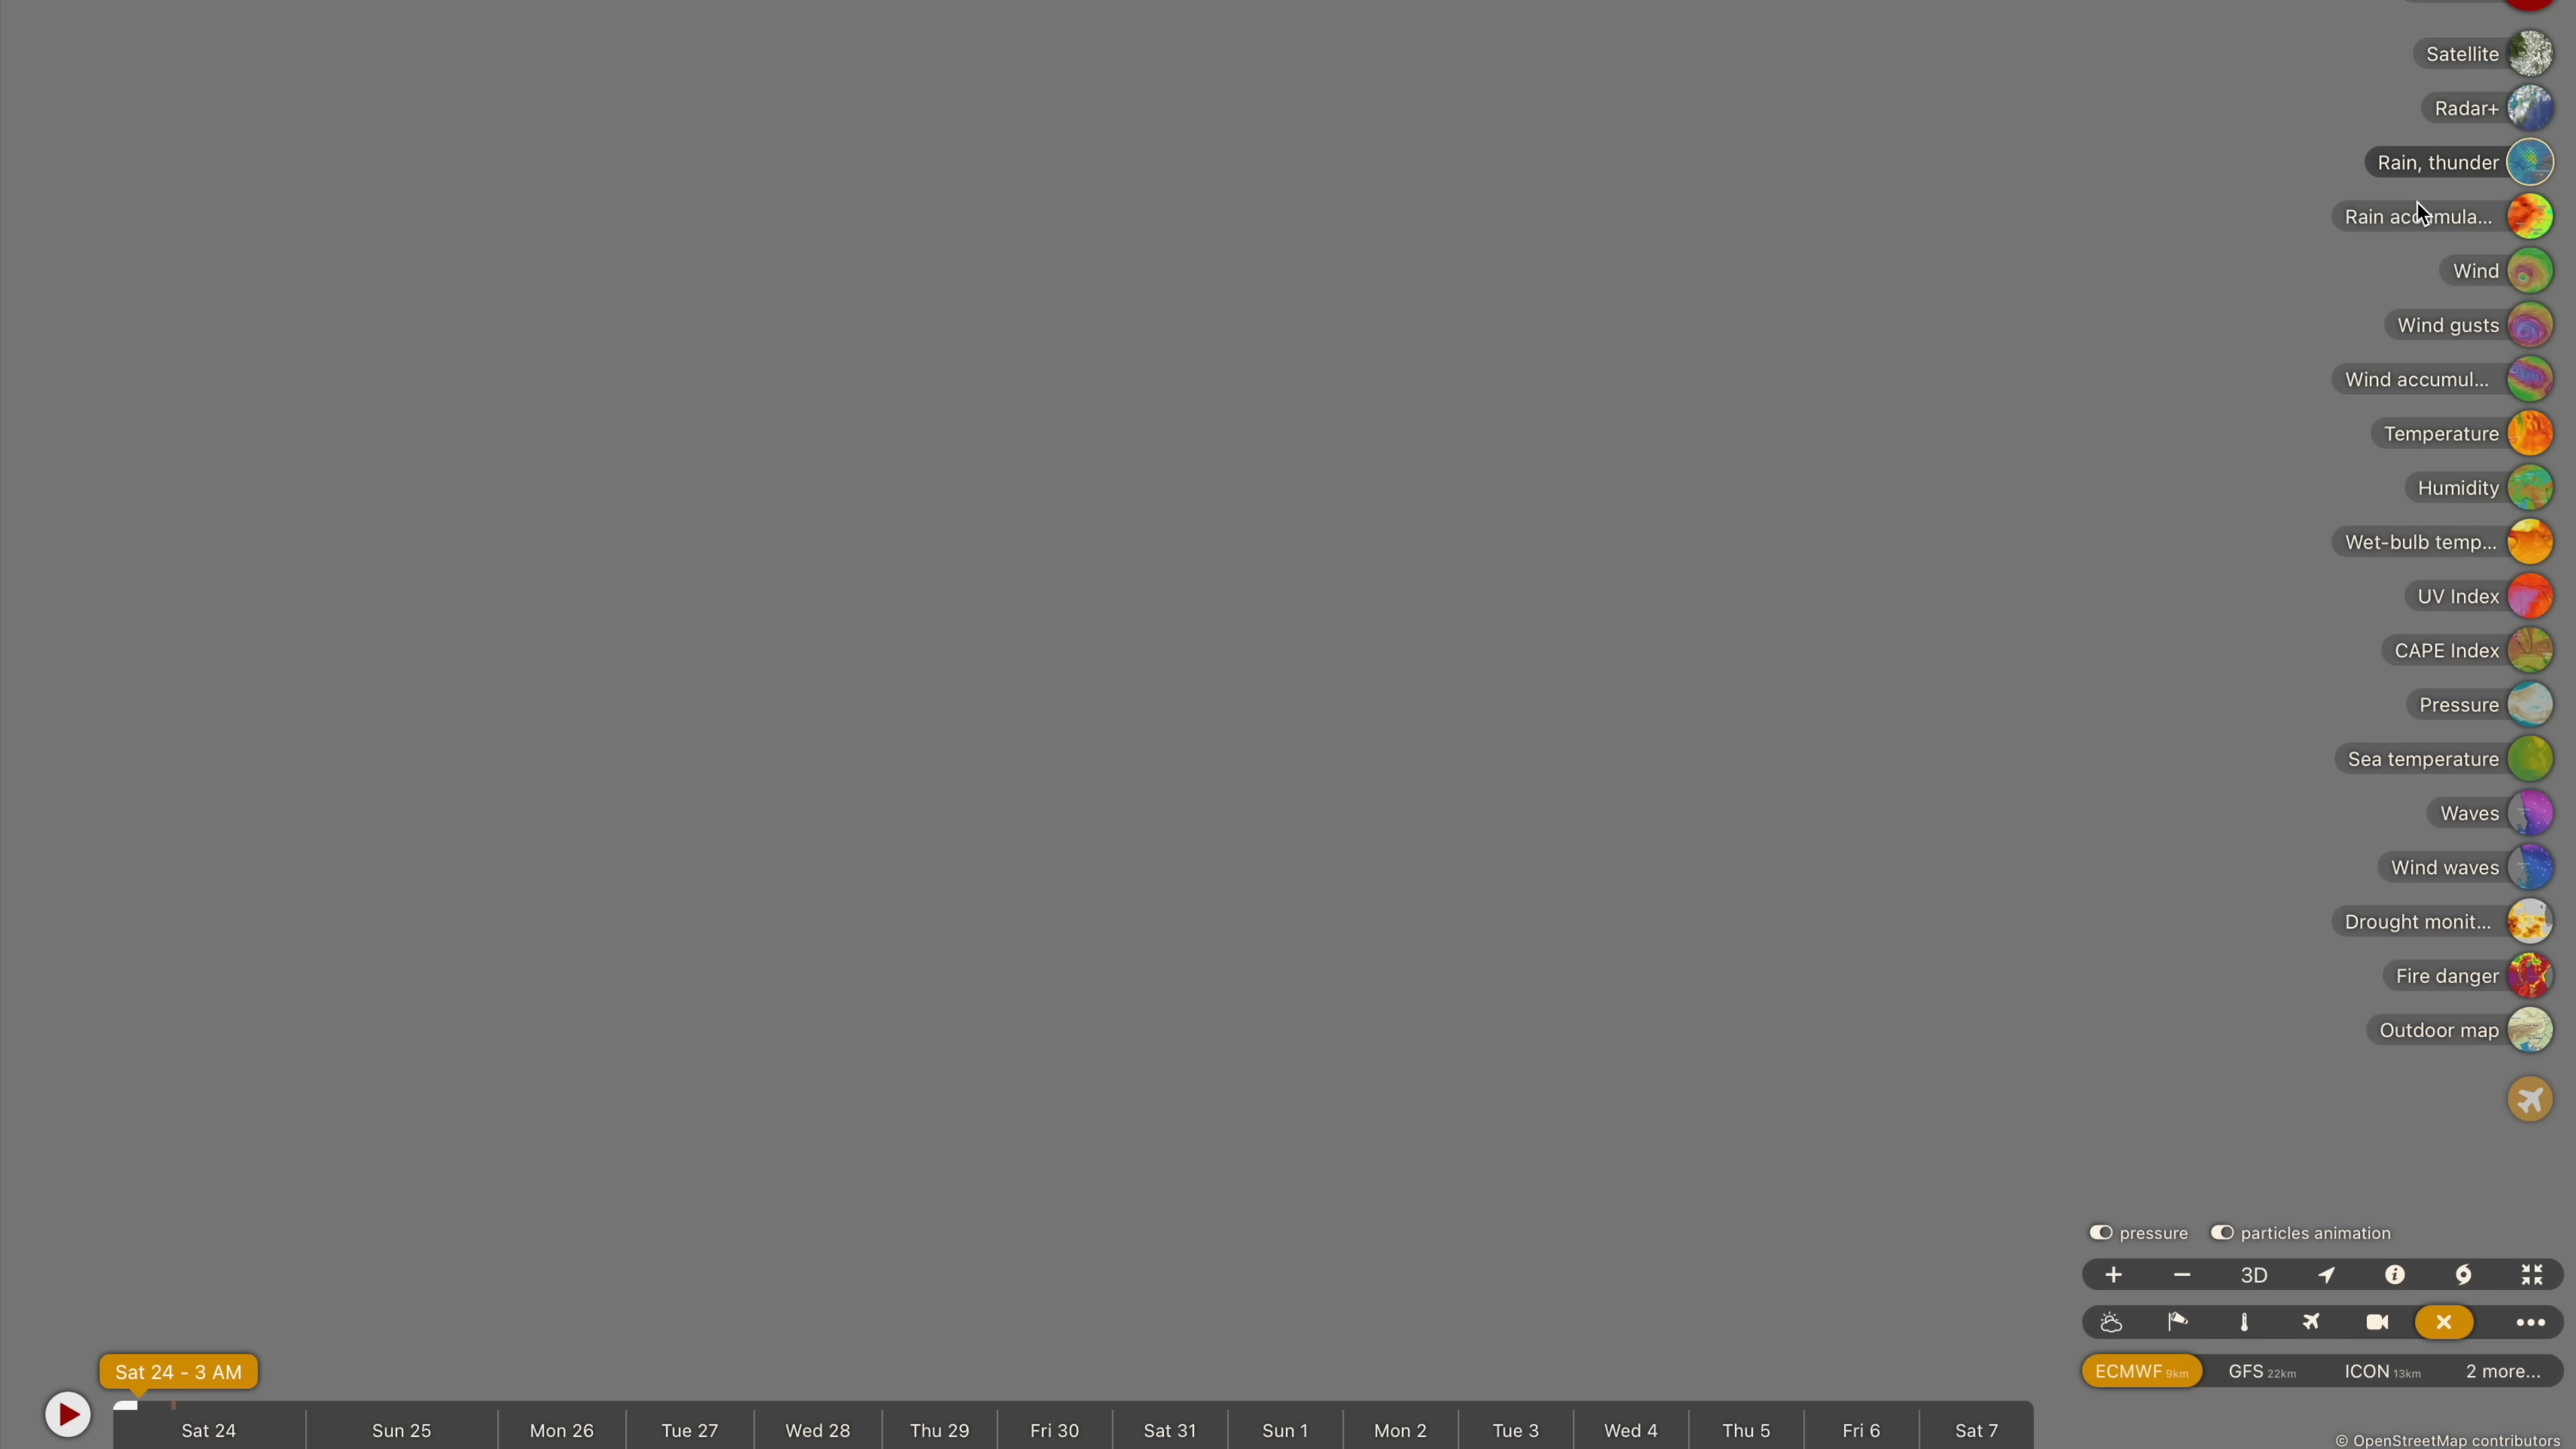 Satellite
Radar+
Rain, thunder
Rain accumula...
Wind
Wind gusts
Wind accumul...
Temperature
Humidity
Wet-bulb temp...
UV Index
CAPE Index
Pressure
Sea temperature
Waves
Wind waves
Drought monit...
Fire danger
Outdoor map
pressure particles animation
+ − 3D
ECMWF 9km GFS 22km ICON 13km 2 more...
Sat 24 - 3 AM
Sat 24 Sun 25 Mon 26 Tue 27 Wed 28 Thu 29 Fri 30 Sat 31 Sun 1 Mon 2 Tue 3 Wed 4 Thu 5 Fri 6 Sat 7
© OpenStreetMap contributors